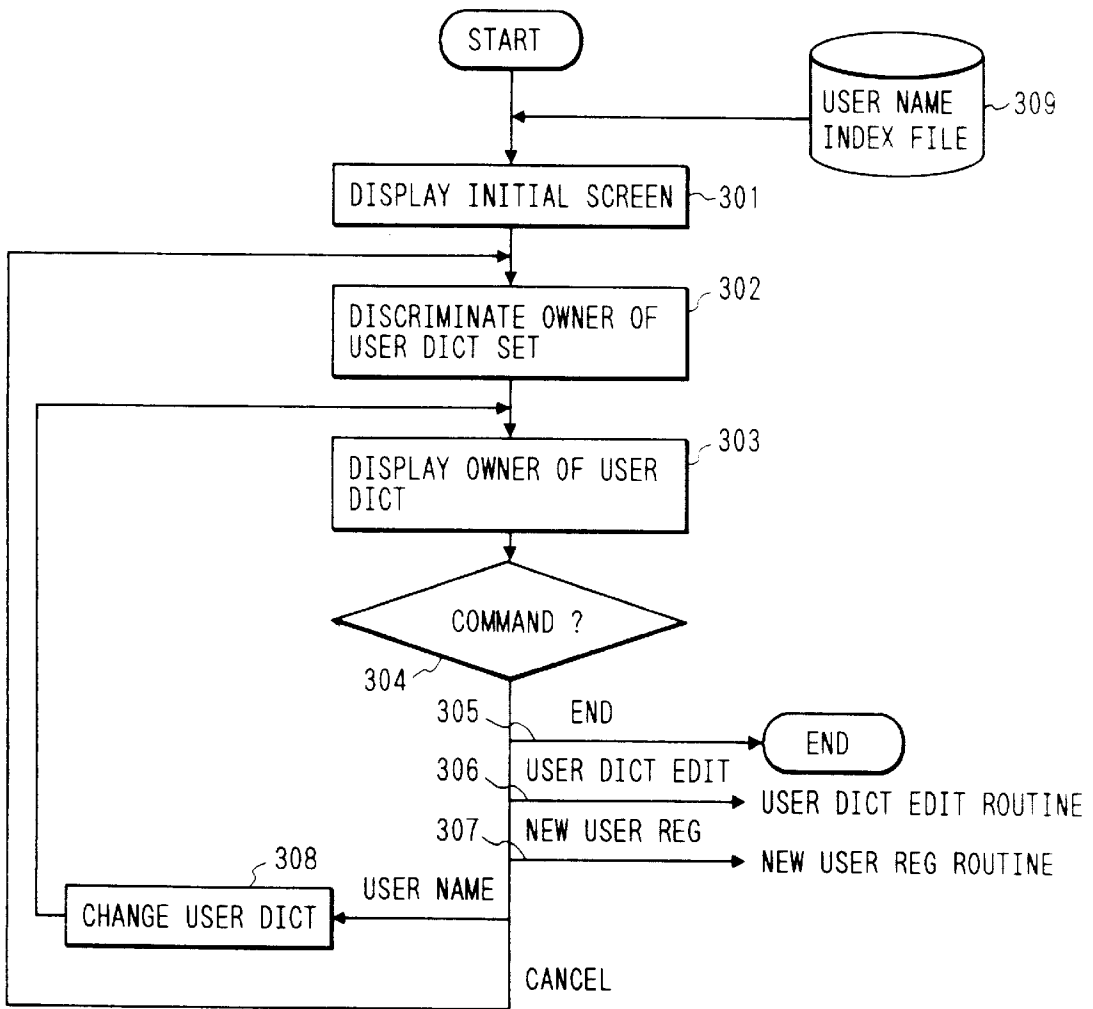 START
USER NAME
INDEX FILE
309
DISPLAY INITIAL SCREEN
301
302
DISCRIMINATE OWNER OF
USER DICT SET
303
DISPLAY OWNER OF USER
DICT
COMMAND ?
304
305
END
END
USER DICT EDIT
306
USER DICT EDIT ROUTINE
307
NEW USER REG
NEW USER REG ROUTINE
308
USER NAME
CHANGE USER DICT
CANCEL